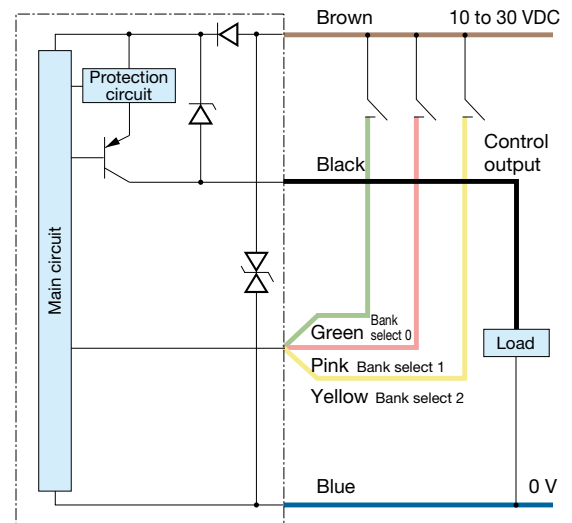 Brown
10 to 30 VDC
Protection
circuit
Control
output
Black
Main circuit
Green Bank
select 0
Load
Pink Bank select 1
Yellow Bank select 2
Blue
0 V